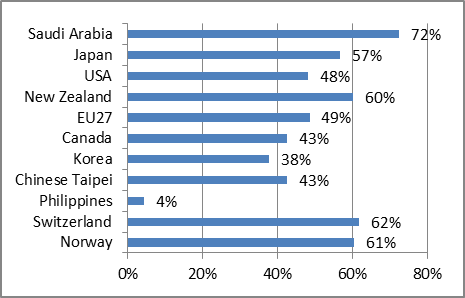 Saudi Arabia 72%
Japan 57%
USA 48%
New Zealand 60%
EU27 49%
Canada 43%
Korea 38%
Chinese Taipei 43%
Philippines 4%
Switzerland 62%
Norway 61%
0% 20% 40% 60% 80%